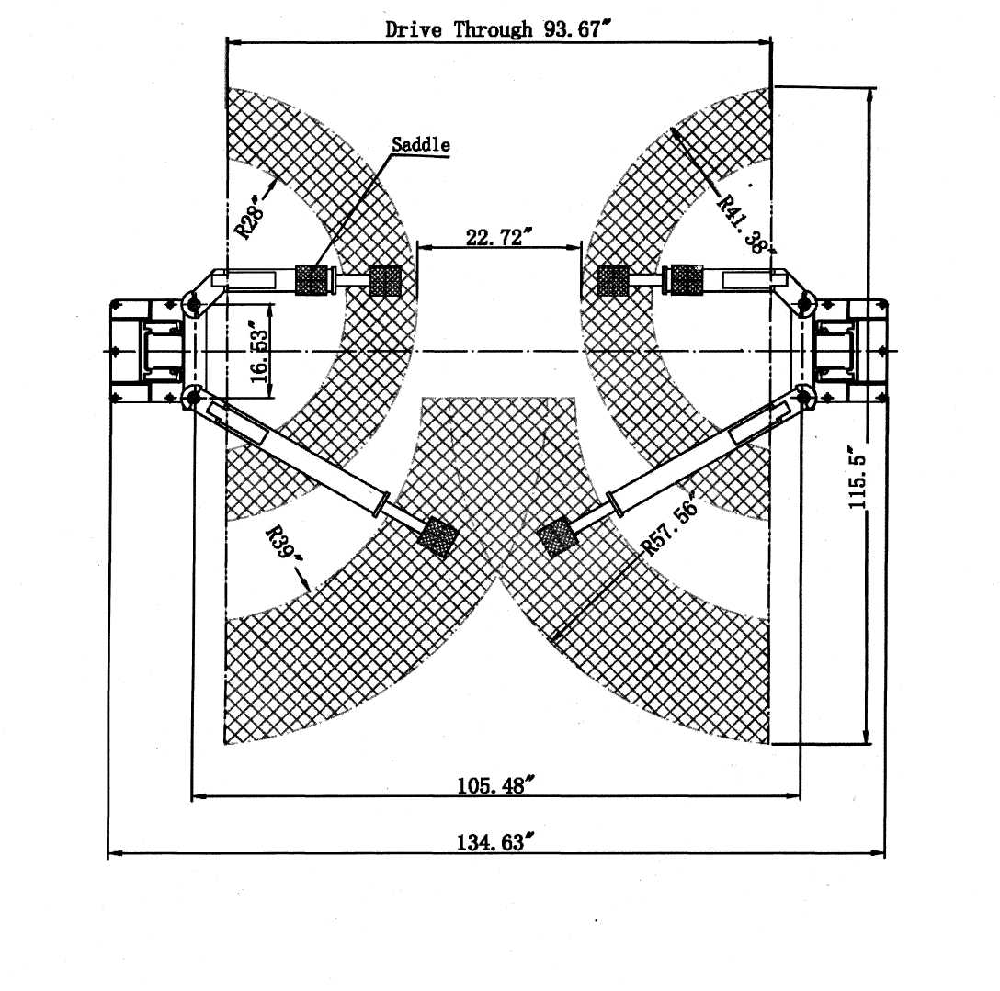 Drive Through 93.67"
Saddle
R28"
R41.38"
22.72"
16.53"
115.5"
R39"
R57.56"
105.48"
134.63"